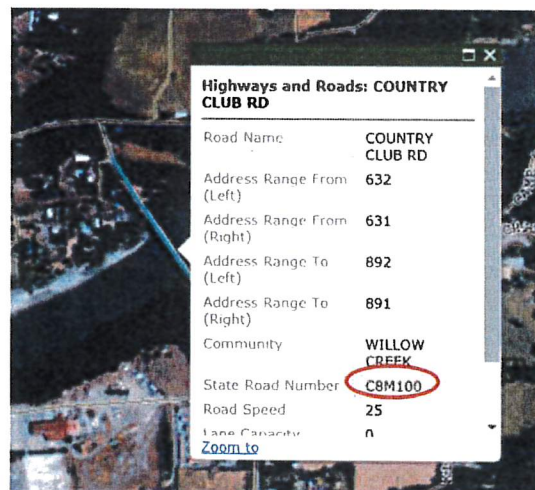 Highways and Roads: COUNTRY
CLUB RD
Road Name COUNTRY
CLUB RD
Address Range From 632
(Left)
Address Range From 631
(Right)
Address Range To 892
(Left)
Address Range To 891
(Right)
Community WILLOW
CREEK
State Road Number C8M100
Road Speed 25
Lane Capacity 0
Zoom to